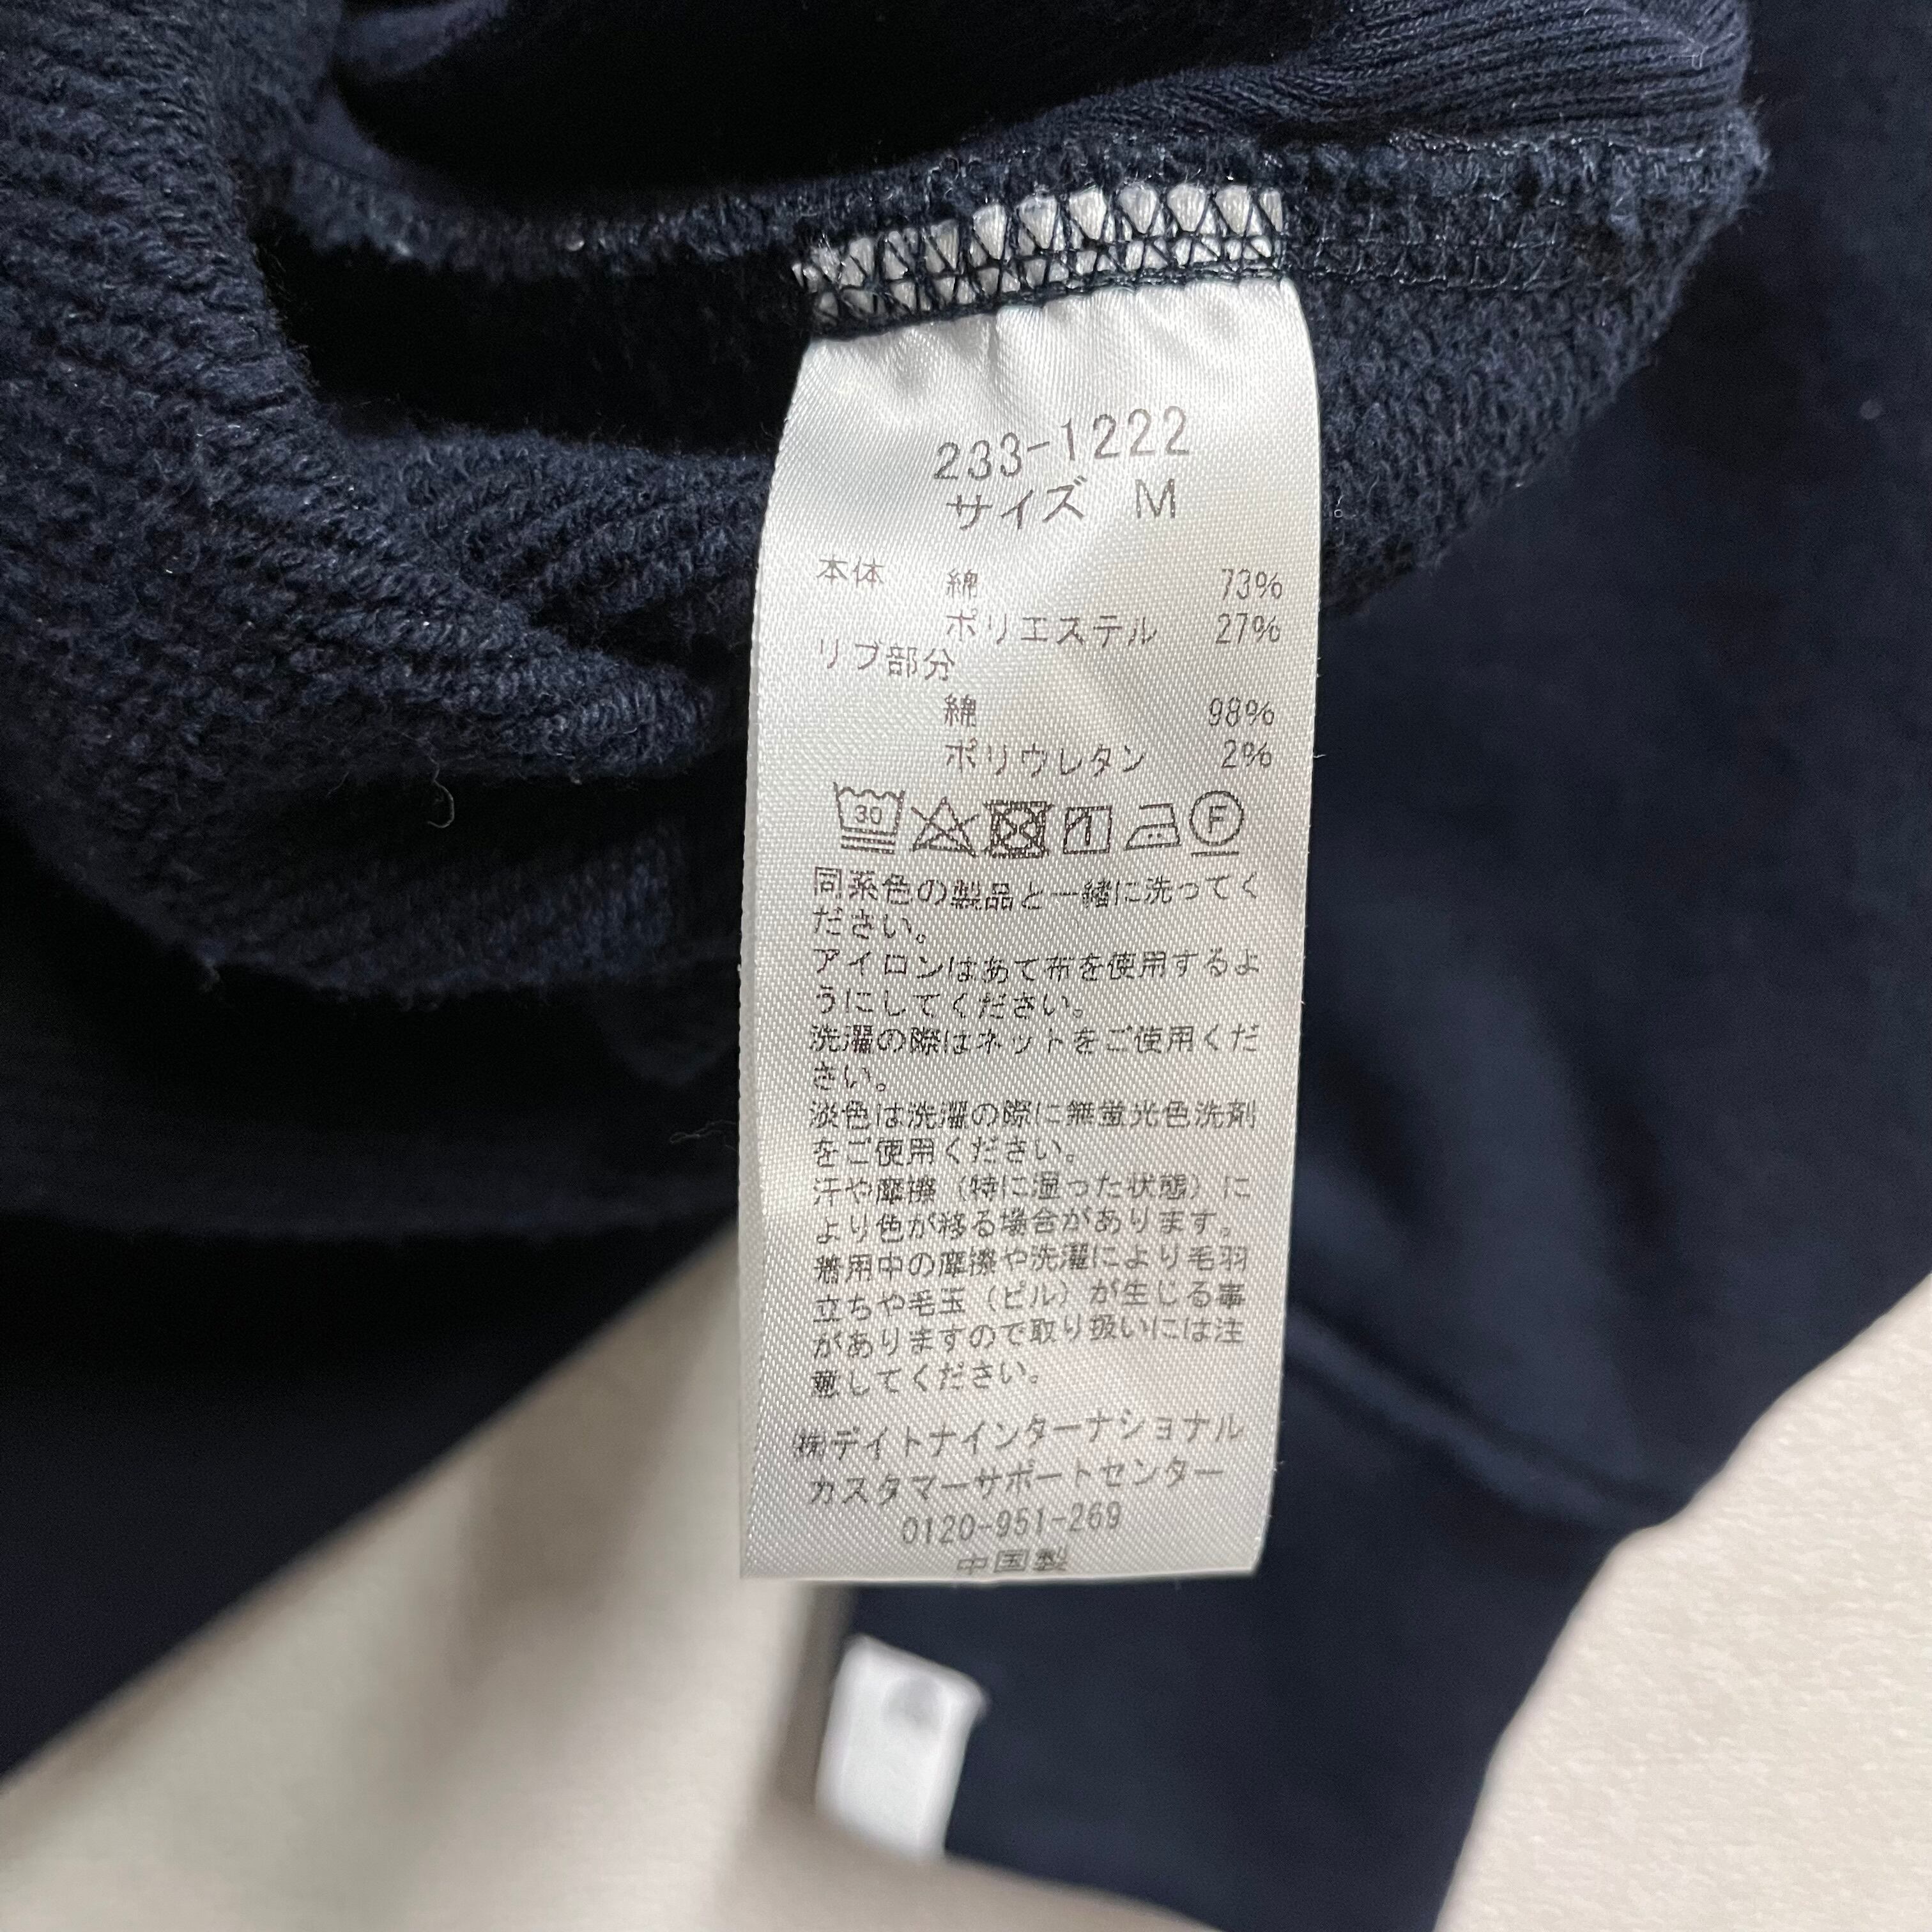 233-1222
サイズ M
本体 綿 73%
ポリエステル 27%
リブ部分
綿 98%
ポリウレタン 2%
30 F
同系色の製品と一緒に洗ってく
ださい。
アイロンはあて布を使用するよ
うにしてください。
洗濯の際はネットをご使用くだ
さい。
淡色は洗濯の際に無蛍光色洗剤
をご使用ください。
汗や摩擦（特に湿った状態）に
より色が移る場合があります。
着用中の摩擦や洗濯により毛羽
立ちや毛玉（ピル）が生じる事
がありますので取り扱いには注
意してください。
㈱デイトナインターナショナル
カスタマーサポートセンター
0120-951-269
中国製